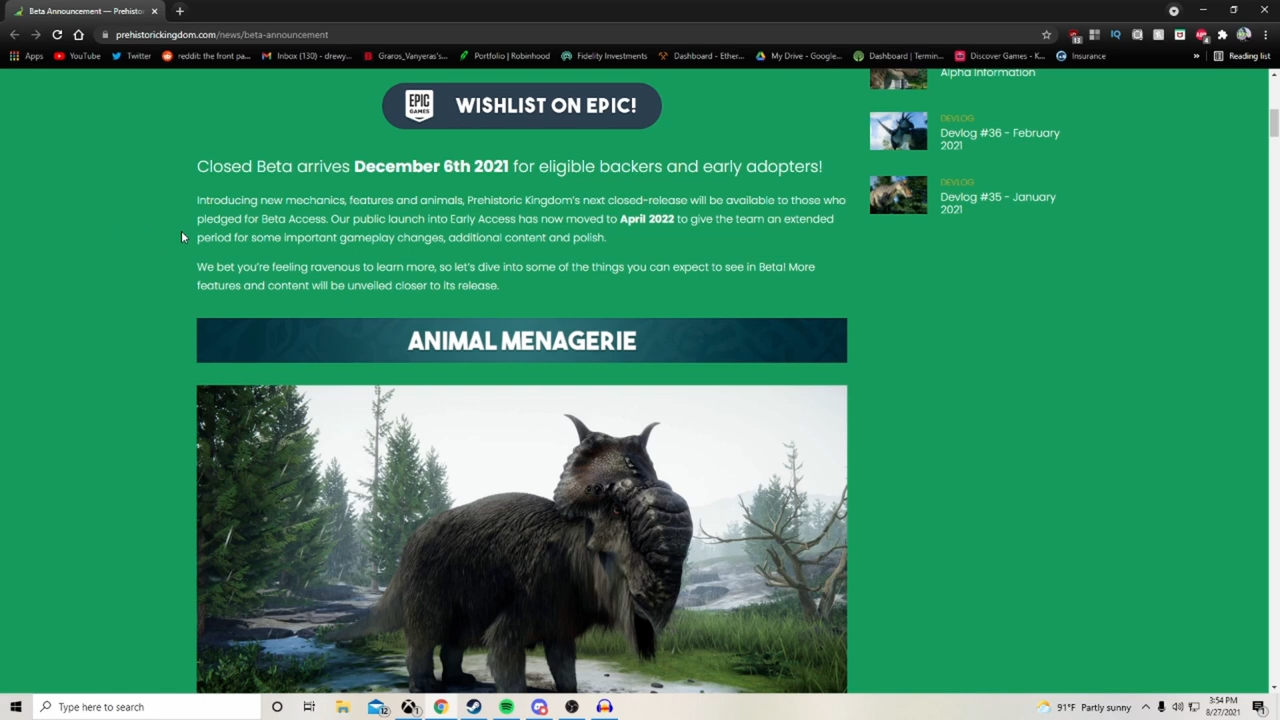 Beta Announcement — Prehisto
prehistorickingdom.com/news/beta-announcement
Apps
YouTube
Twitter
reddit: the front pa...
Inbox (130) - drewy...
Graros_Vanyeras's...
Portfolio | Robinhood
Fidelity Investments
Dashboard - Ether...
My Drive - Google...
Dashboard | Termin...
Discover Games - K...
Insurance
»
Reading list
EPIC
GAMES
WISHLIST ON EPIC!
Closed Beta arrives December 6th 2021 for eligible backers and early adopters!
Introducing new mechanics, features and animals, Prehistoric Kingdom's next closed-release will be available to those who
pledged for Beta Access. Our public launch into Early Access has now moved to April 2022 to give the team an extended
period for some important gameplay changes, additional content and polish.
We bet you're feeling ravenous to learn more, so let's dive into some of the things you can expect to see in Beta! More
features and content will be unveiled closer to its release.
ANIMAL MENAGERIE
Alpha Information
DEVLOG
Devlog #36 - February
2021
DEVLOG
Devlog #35 - January
2021
Type here to search
12
1
91°F Partly sunny
3:54 PM
8/27/2021
1